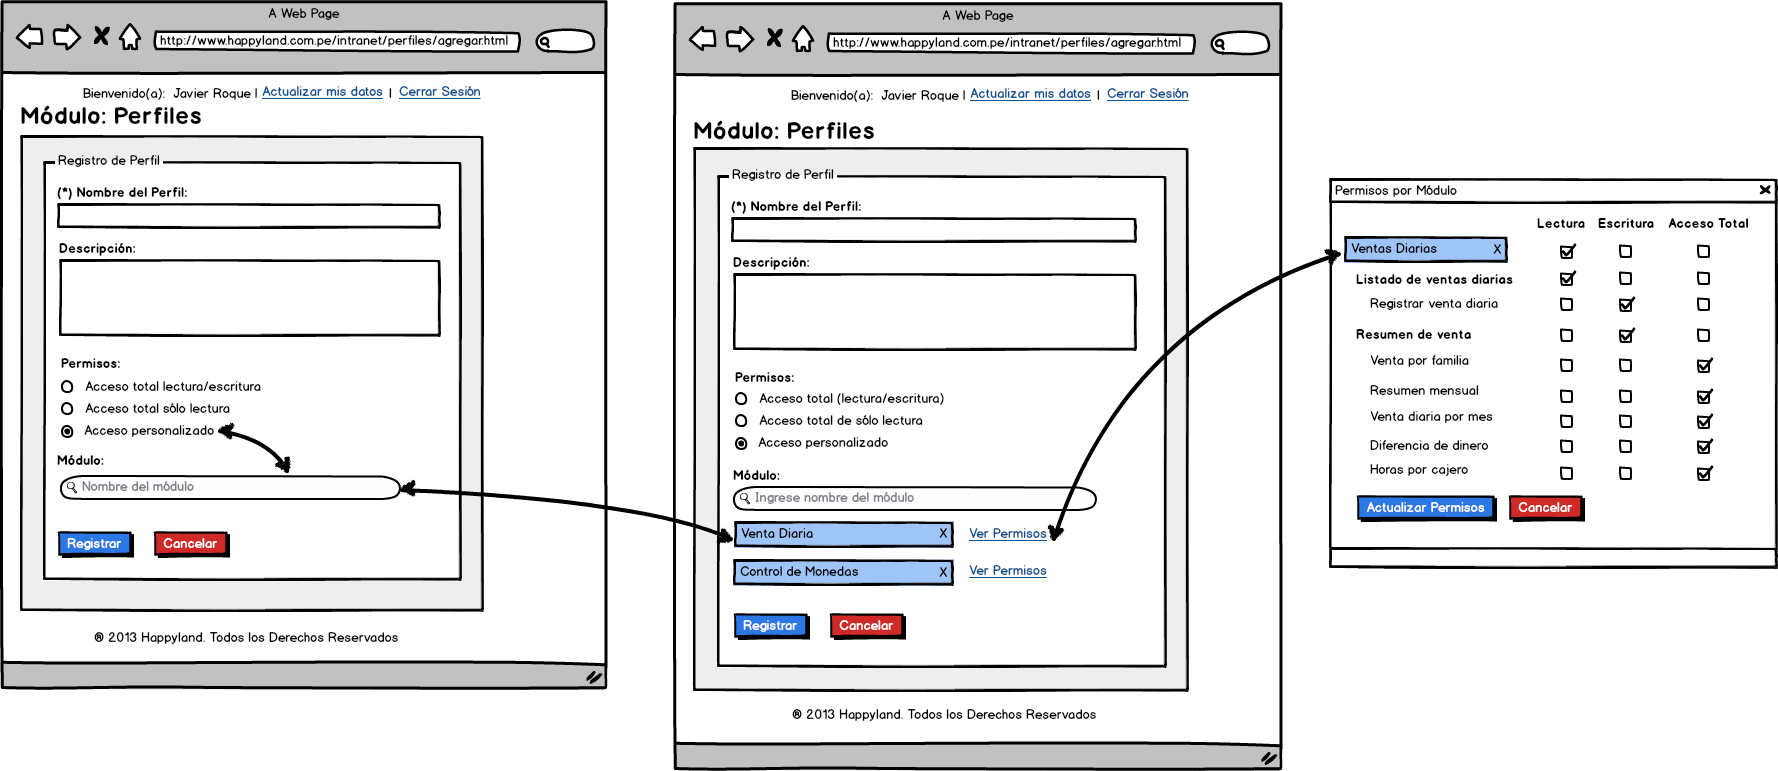 A Web Page
http://www.happyland.com.pe/intranet/perfiles/agregar.html
Bienvenido(a): Javier Roque | Actualizar mis datos | Cerrar Sesión
Módulo: Perfiles
Registro de Perfil
(*) Nombre del Perfil:
Descripción:
Permisos:
Acceso total lectura/escritura
Acceso total sólo lectura
Acceso personalizado
Módulo:
Nombre del módulo
Registrar Cancelar
® 2013 Happyland. Todos los Derechos Reservados
A Web Page
http://www.happyland.com.pe/intranet/perfiles/agregar.html
Bienvenido(a): Javier Roque | Actualizar mis datos | Cerrar Sesión
Módulo: Perfiles
Registro de Perfil
(*) Nombre del Perfil:
Descripción:
Permisos:
Acceso total (lectura/escritura)
Acceso total de sólo lectura
Acceso personalizado
Módulo:
Ingrese nombre del módulo
Venta Diaria X Ver Permisos
Control de Monedas X Ver Permisos
Registrar Cancelar
® 2013 Happyland. Todos los Derechos Reservados
Permisos por Módulo
Lectura Escritura Acceso Total
Ventas Diarias X
Listado de ventas diarias
Registrar venta diaria
Resumen de venta
Venta por familia
Resumen mensual
Venta diaria por mes
Diferencia de dinero
Horas por cajero
Actualizar Permisos Cancelar